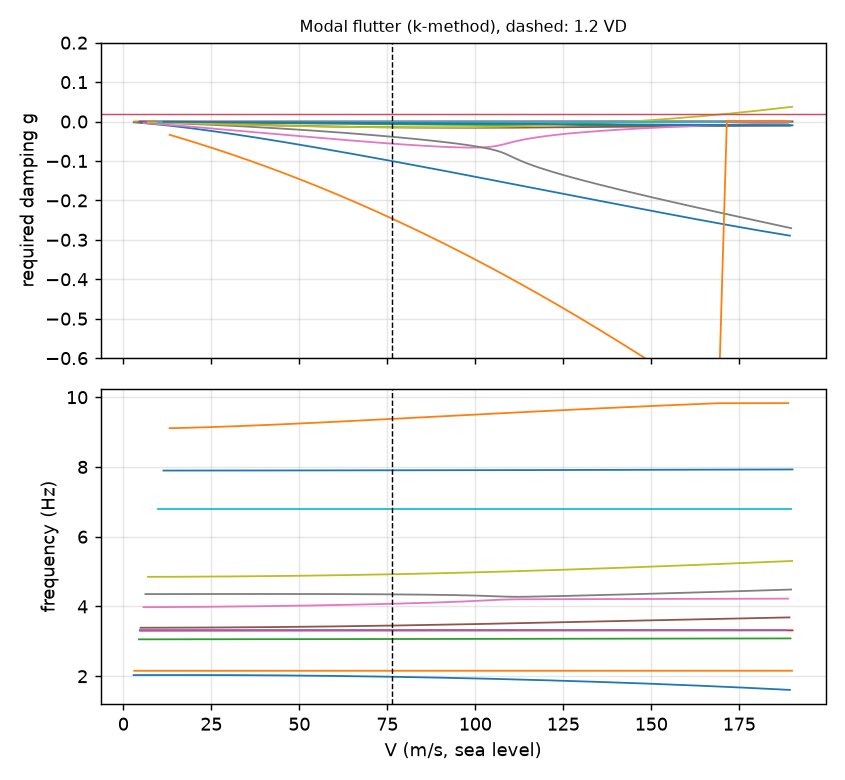 Modal flutter (k-method), dashed: 1.2 VD
required damping g
0.2
0.1
0.0
−0.1
−0.2
−0.3
−0.4
−0.5
−0.6
frequency (Hz)
10
8
6
4
2
0 25 50 75 100 125 150 175
V (m/s, sea level)